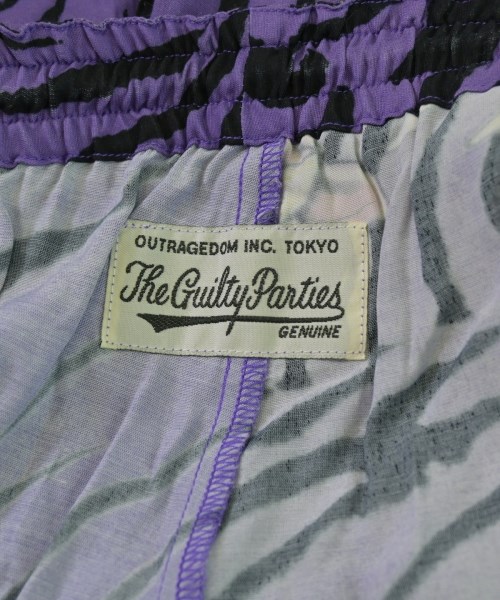 OUTRAGEDOM INC. TOKYO
The Guilty Parties
GENUINE